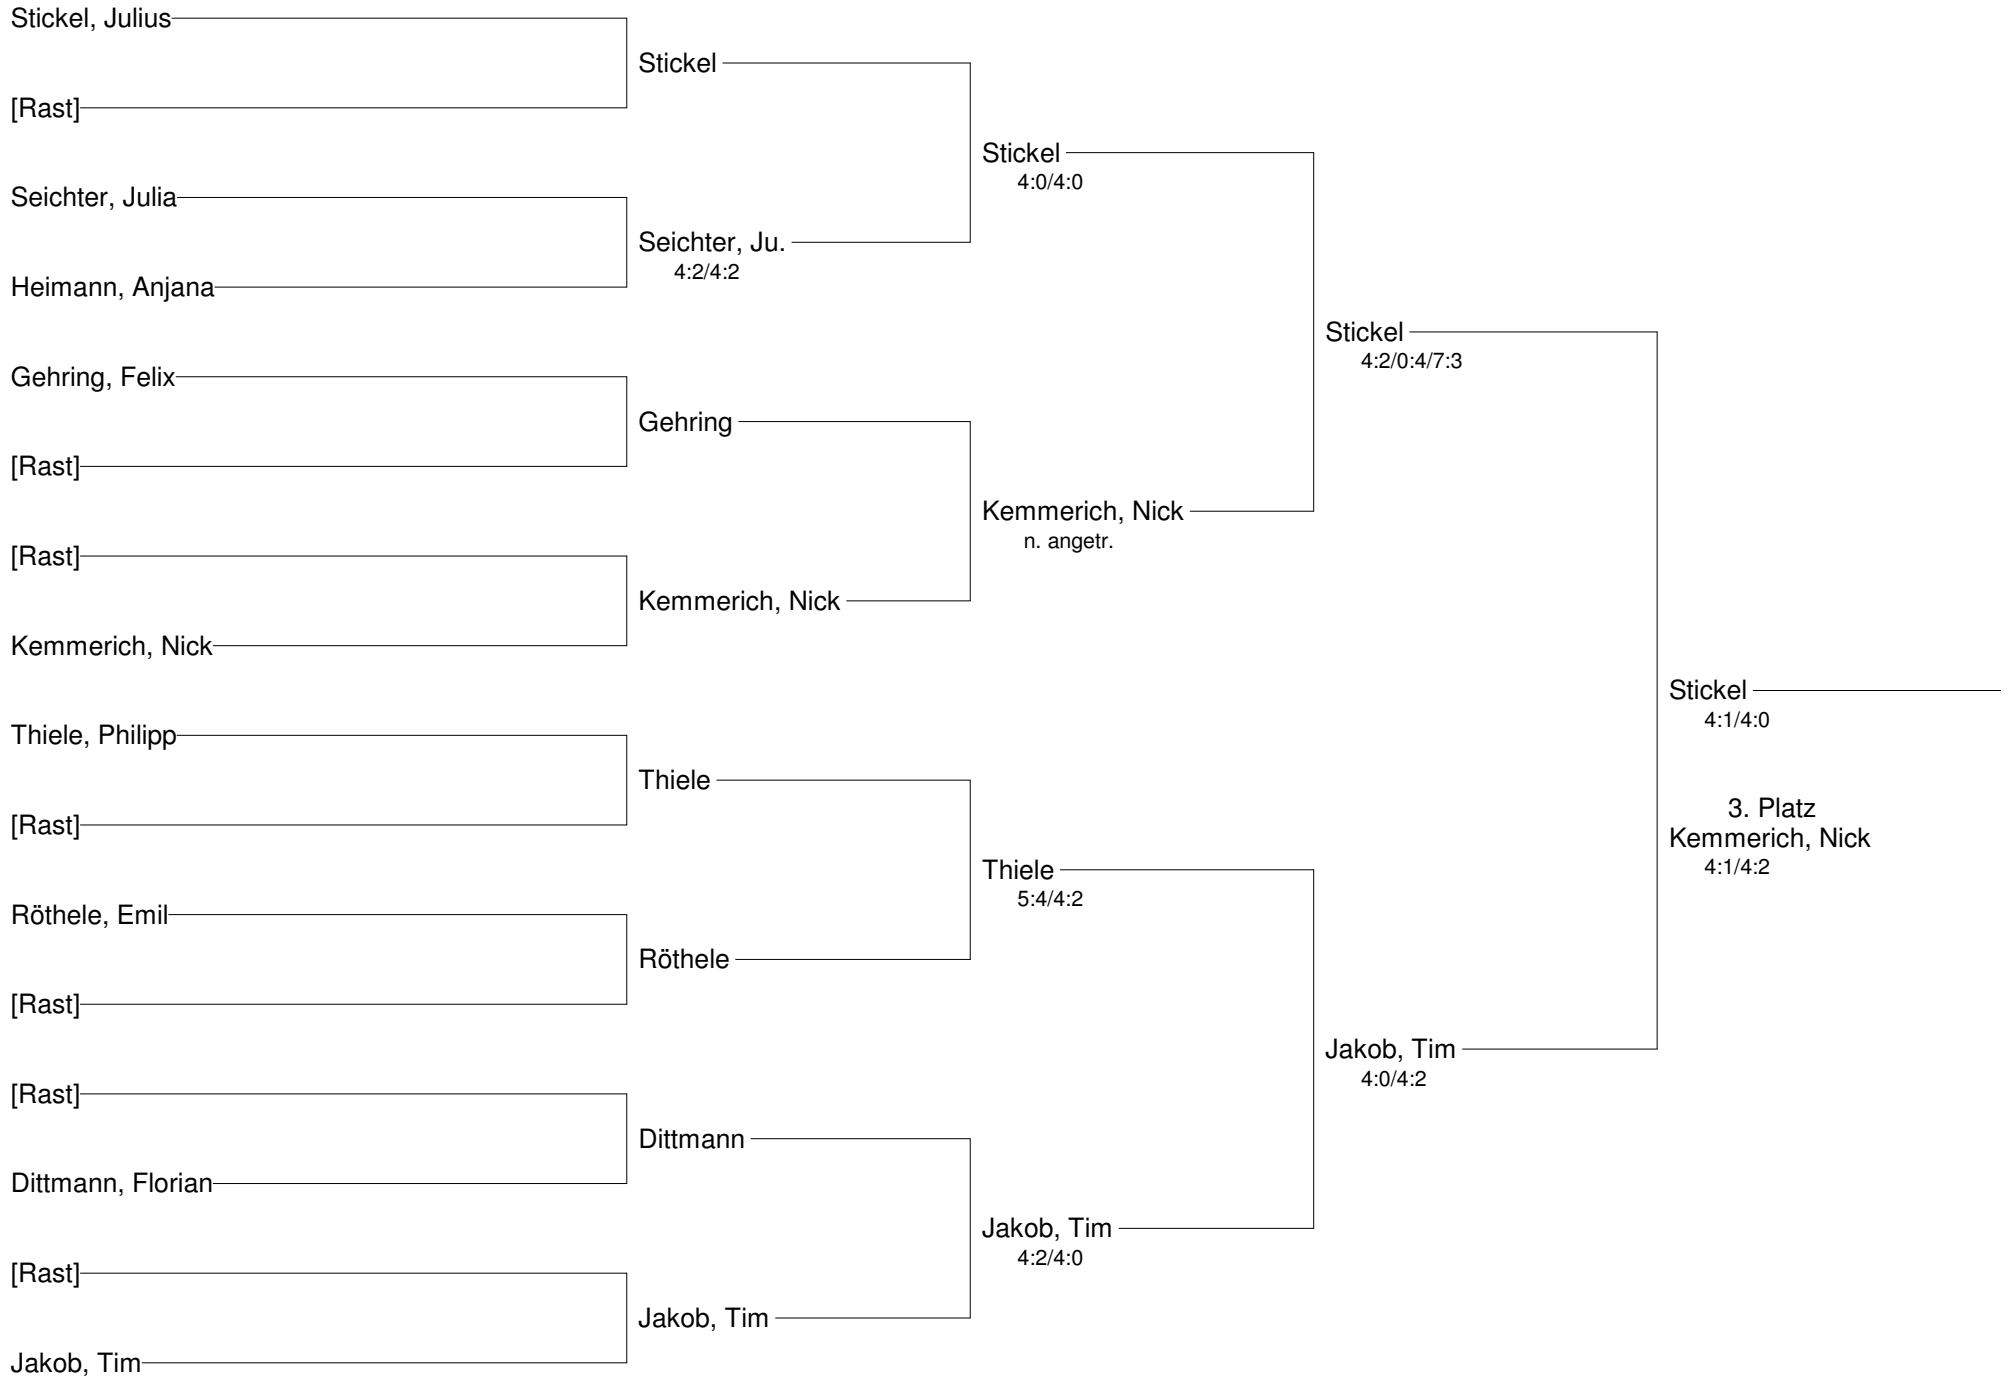 Stickel, Julius
[Rast]
Seichter, Julia
Heimann, Anjana
Gehring, Felix
[Rast]
[Rast]
Kemmerich, Nick
Thiele, Philipp
[Rast]
Röthele, Emil
[Rast]
[Rast]
Dittmann, Florian
[Rast]
Jakob, Tim
Stickel
Seichter, Ju.
4:2/4:2
Gehring
Kemmerich, Nick
Thiele
Röthele
Dittmann
Jakob, Tim
Stickel
4:0/4:0
Kemmerich, Nick
n. angetr.
Thiele
5:4/4:2
Jakob, Tim
4:2/4:0
Stickel
4:2/0:4/7:3
Jakob, Tim
4:0/4:2
Stickel
4:1/4:0
3. Platz
Kemmerich, Nick
4:1/4:2